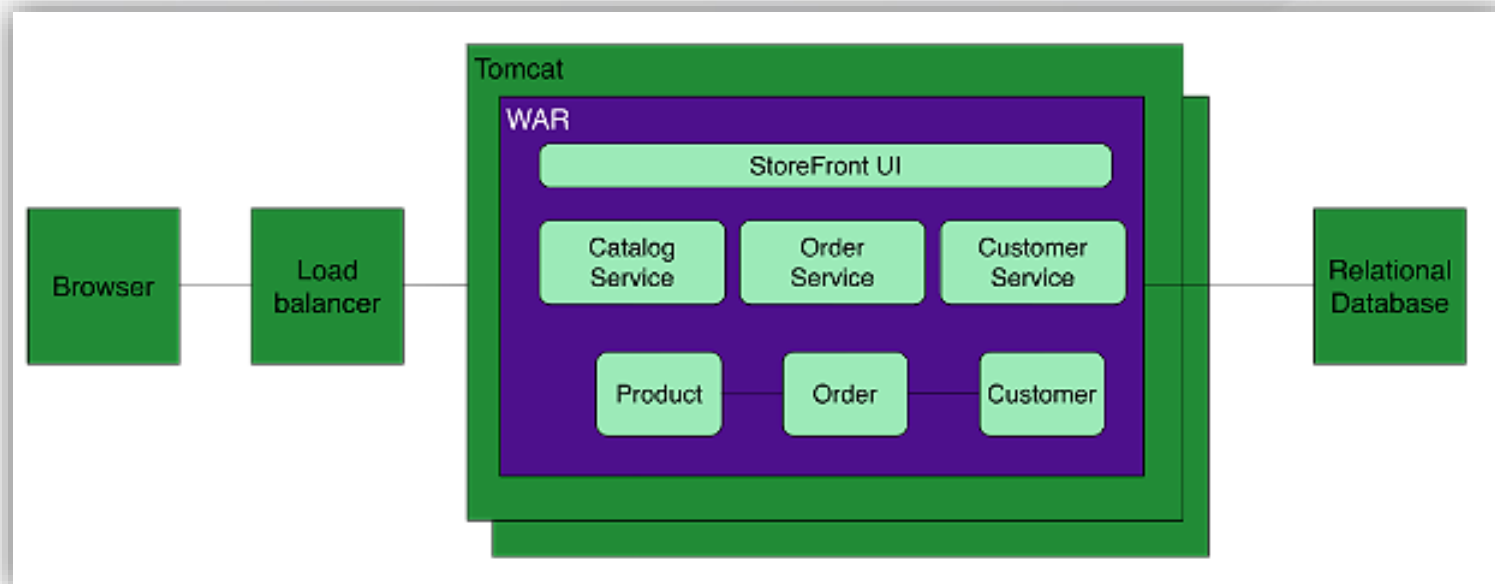 Tomcat
WAR
StoreFront UI
Browser
Load
balancer
Catalog
Service
Order
Service
Customer
Service
Product
Order
Customer
Relational
Database